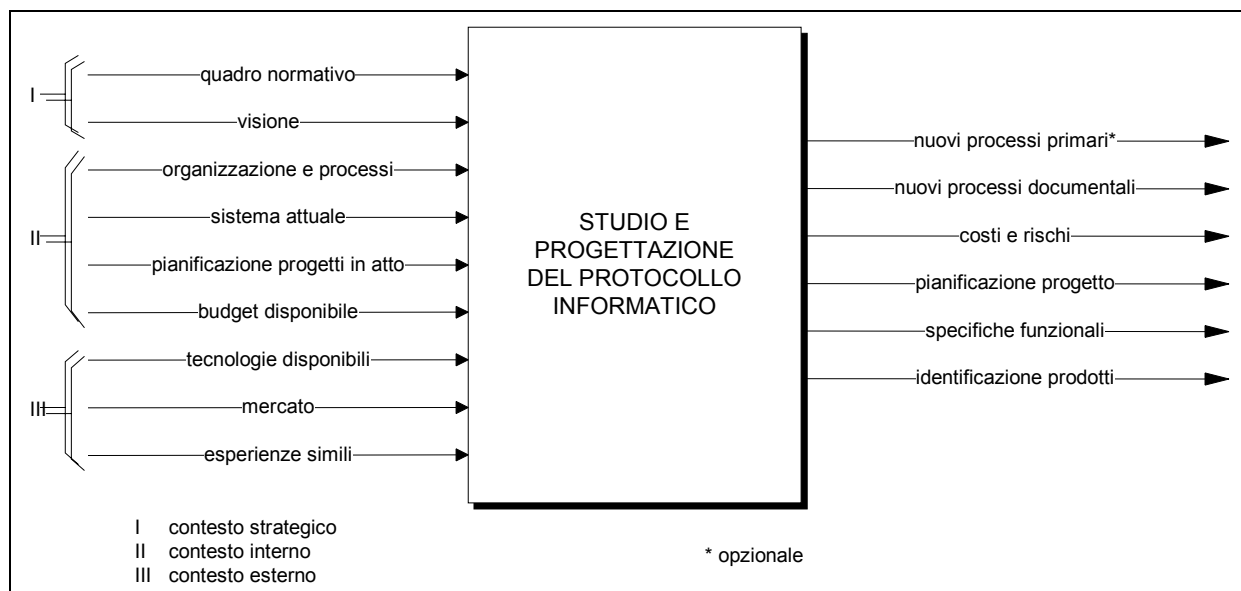 I
quadro normativo
visione
II
organizzazione e processi
sistema attuale
pianificazione progetti in atto
budget disponibile
III
tecnologie disponibili
mercato
esperienze simili
STUDIO E
PROGETTAZIONE
DEL PROTOCOLLO
INFORMATICO
nuovi processi primari*
nuovi processi documentali
costi e rischi
pianificazione progetto
specifiche funzionali
identificazione prodotti
I contesto strategico
II contesto interno
III contesto esterno
* opzionale